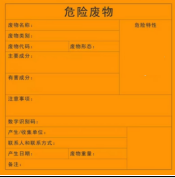 危险废物
废物名称：
危险特性
废物类别：
废物代码：
废物形态：
主要成分：
有害成分：
注意事项：
数字识别码：
产生/收集单位：
联系人和联系方式：
产生日期：
废物重量：
备注：